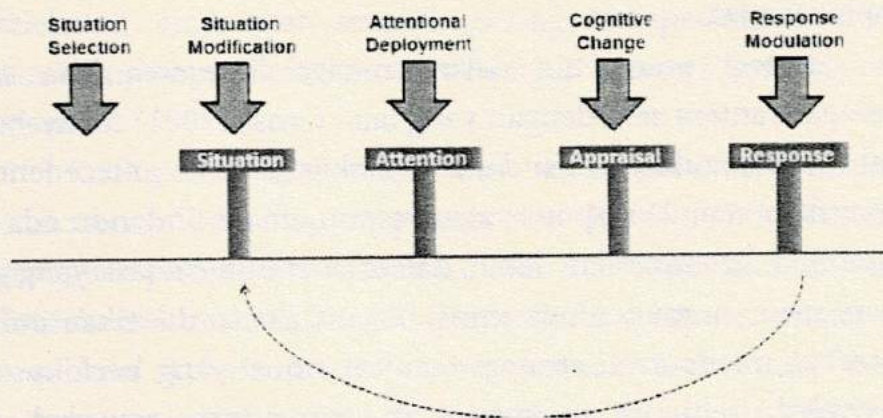 Situation
Selection
Situation
Modification
Attentional
Deployment
Cognitive
Change
Response
Modulation
Situation
Attention
Appraisal
Response